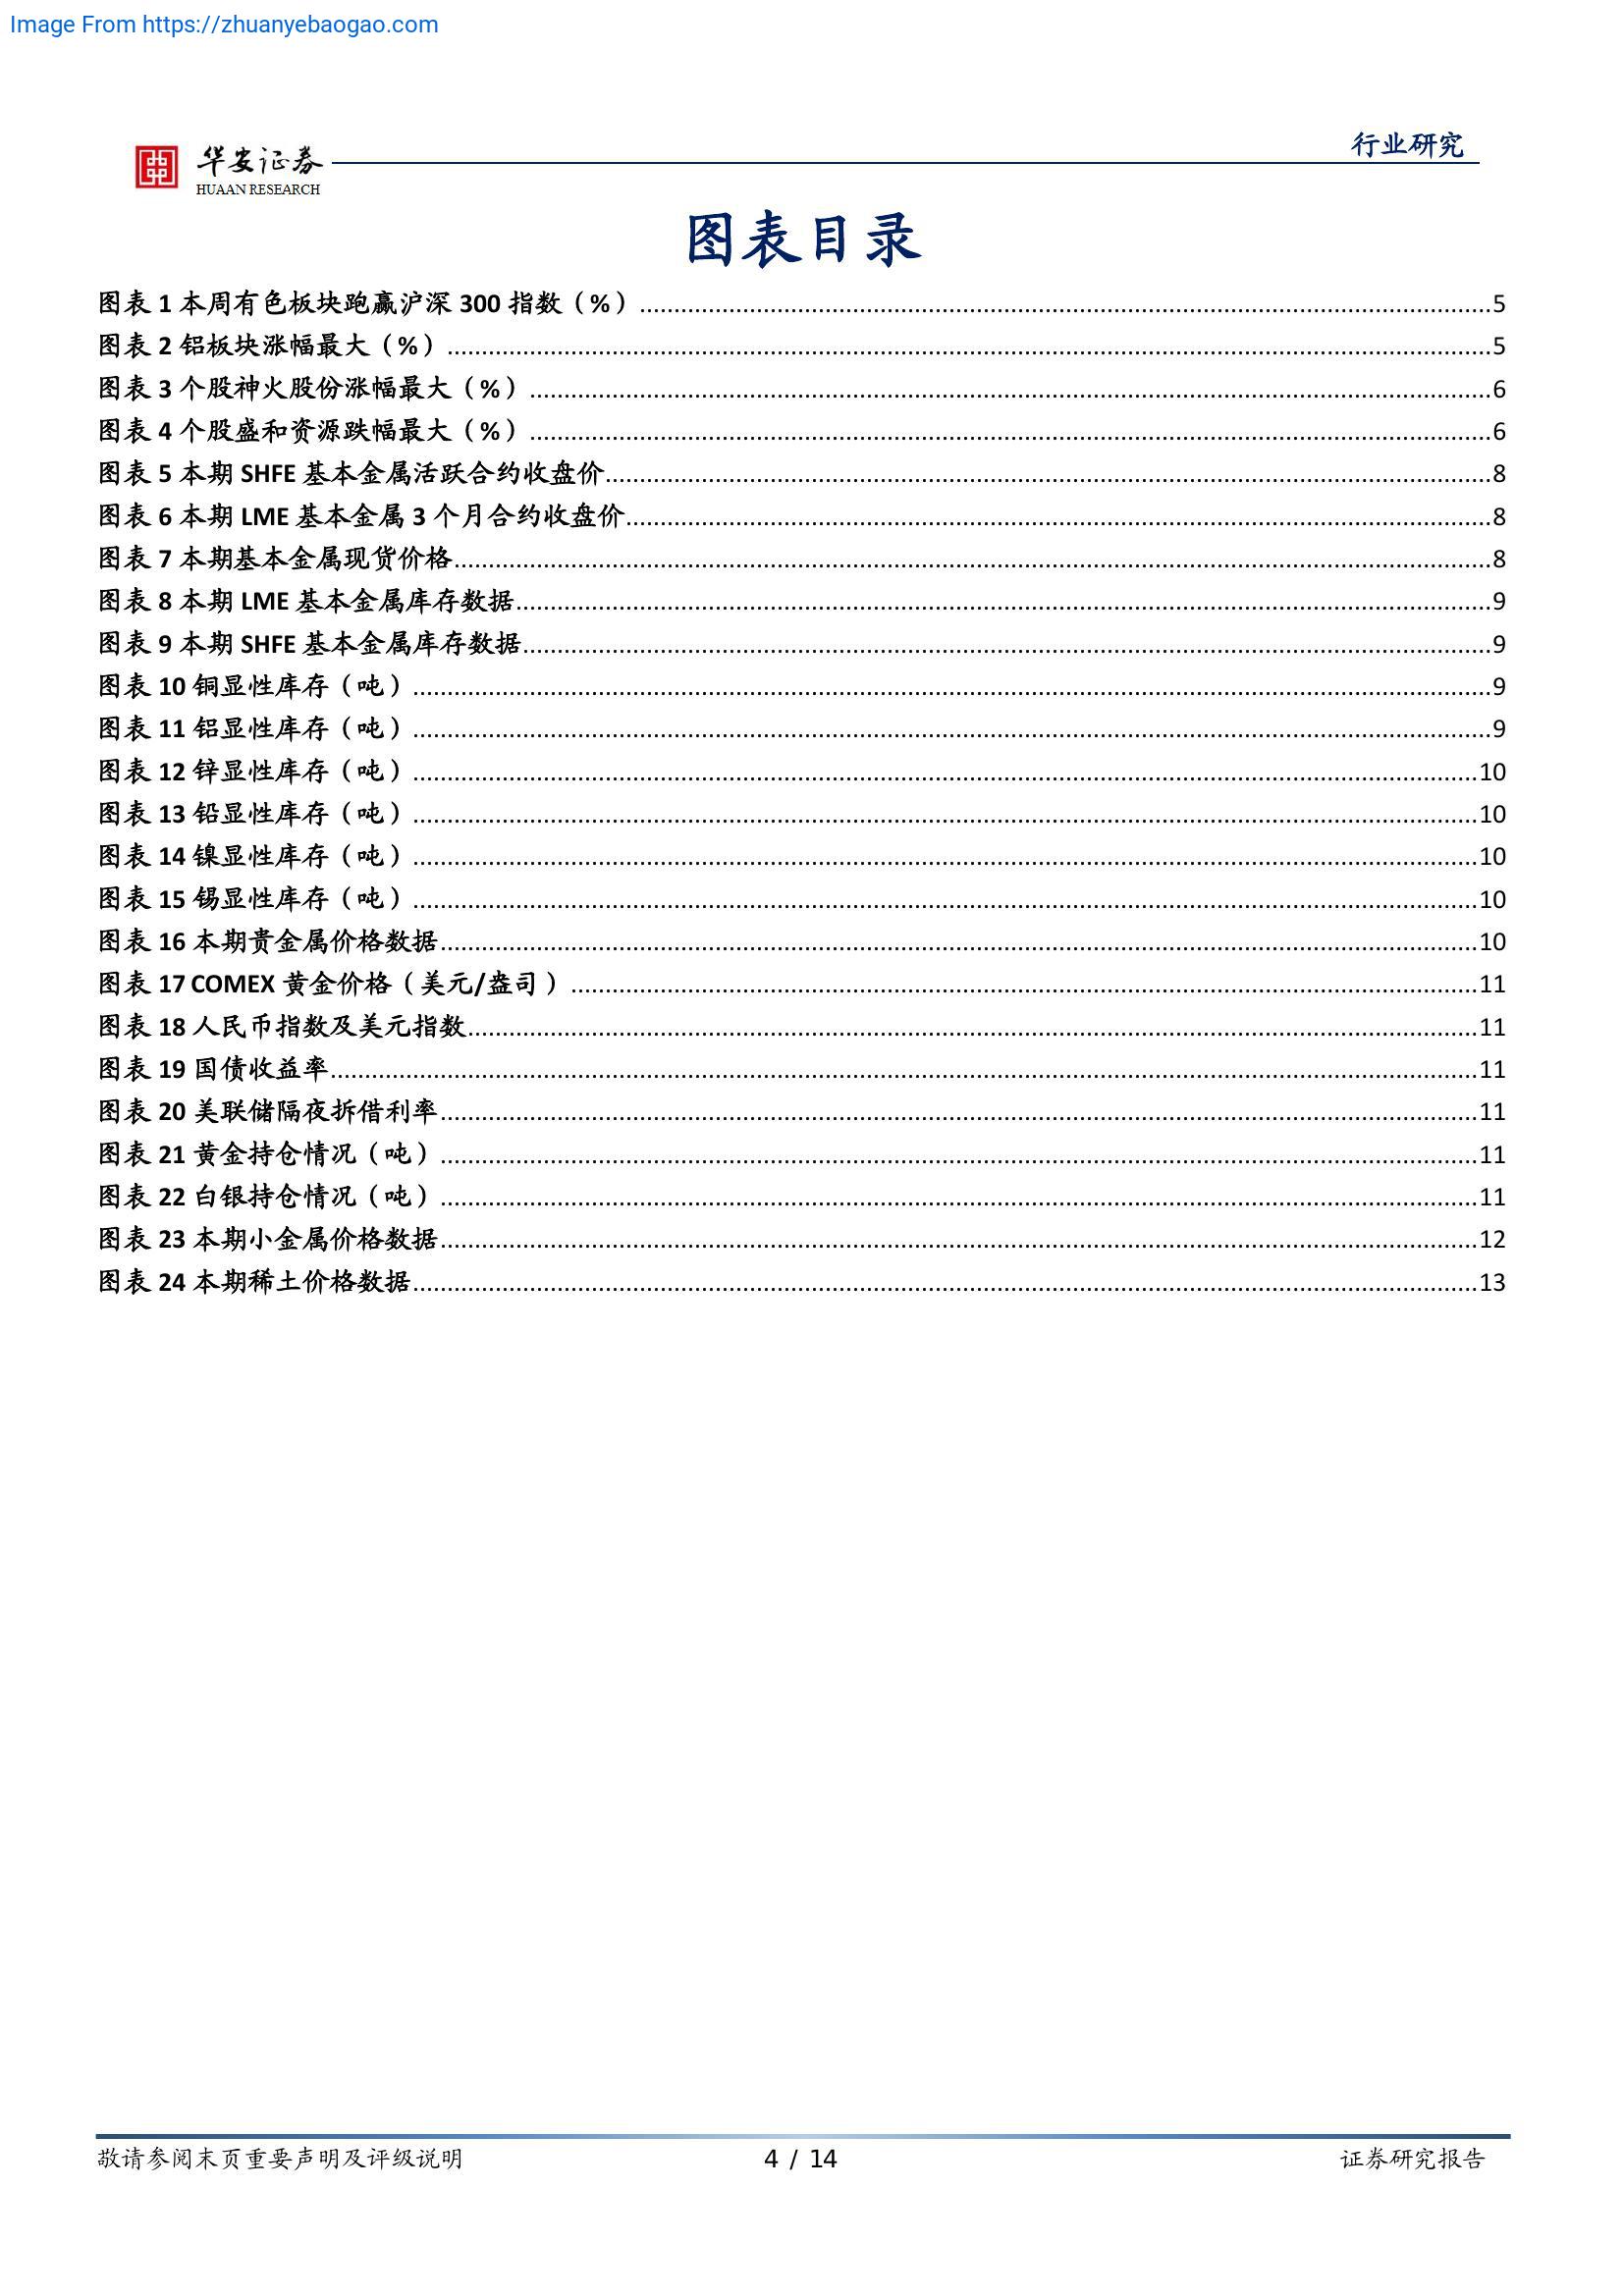 Image From https://zhuanyebaogao.com
行业研究
华安证券
HUAAN RESEARCH
图表目录
图表 1 本周有色板块跑赢沪深 300 指数（%）5
图表 2 铝板块涨幅最大（%）5
图表 3 个股神火股份涨幅最大（%）6
图表 4 个股盛和资源跌幅最大（%）6
图表 5 本期 SHFE 基本金属活跃合约收盘价8
图表 6 本期 LME 基本金属 3 个月合约收盘价8
图表 7 本期基本金属现货价格8
图表 8 本期 LME 基本金属库存数据9
图表 9 本期 SHFE 基本金属库存数据9
图表 10 铜显性库存（吨）9
图表 11 铝显性库存（吨）9
图表 12 锌显性库存（吨）10
图表 13 铅显性库存（吨）10
图表 14 镍显性库存（吨）10
图表 15 锡显性库存（吨）10
图表 16 本期贵金属价格数据10
图表 17 COMEX 黄金价格（美元/盎司）11
图表 18 人民币指数及美元指数11
图表 19 国债收益率11
图表 20 美联储隔夜拆借利率11
图表 21 黄金持仓情况（吨）11
图表 22 白银持仓情况（吨）11
图表 23 本期小金属价格数据12
图表 24 本期稀土价格数据13
敬请参阅末页重要声明及评级说明 4 / 14 证券研究报告